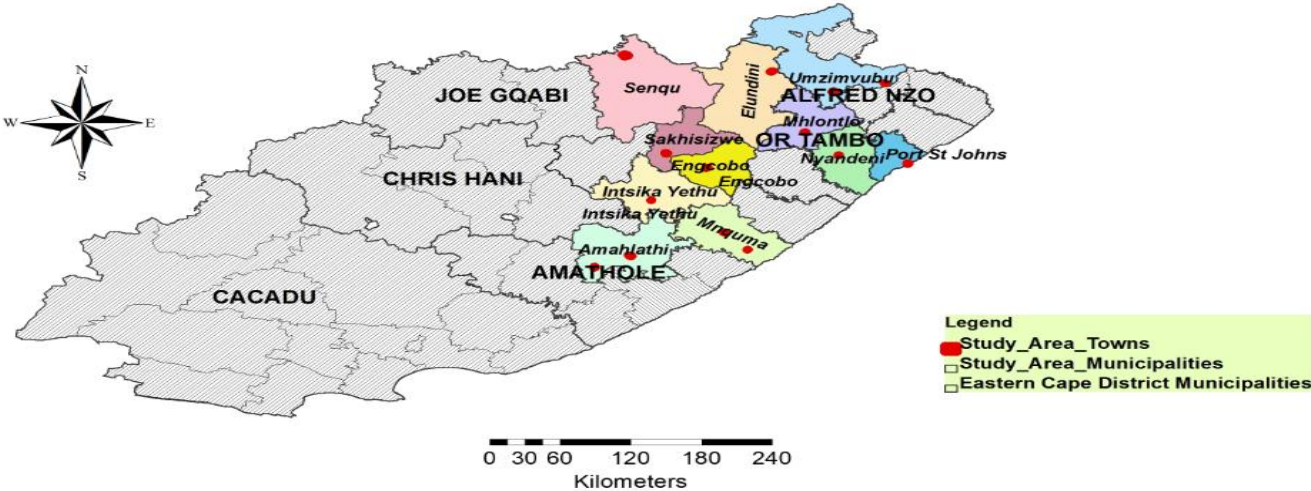 N
W E
S
JOE GQABI
Senqu
Elundini
Umzimvubu
ALFRED NZO
Mhlontlo
OR TAMBO
Sakhisizwe
Nyandeni
Port St Johns
Engcobo
Engcobo
CHRIS HANI
Intsika Yethu
Intsika Yethu
Mnquma
Amahlathi
AMATHOLE
CACADU
Legend
Study_Area_Towns
Study_Area_Municipalities
Eastern Cape District Municipalities
0 30 60 120 180 240
Kilometers